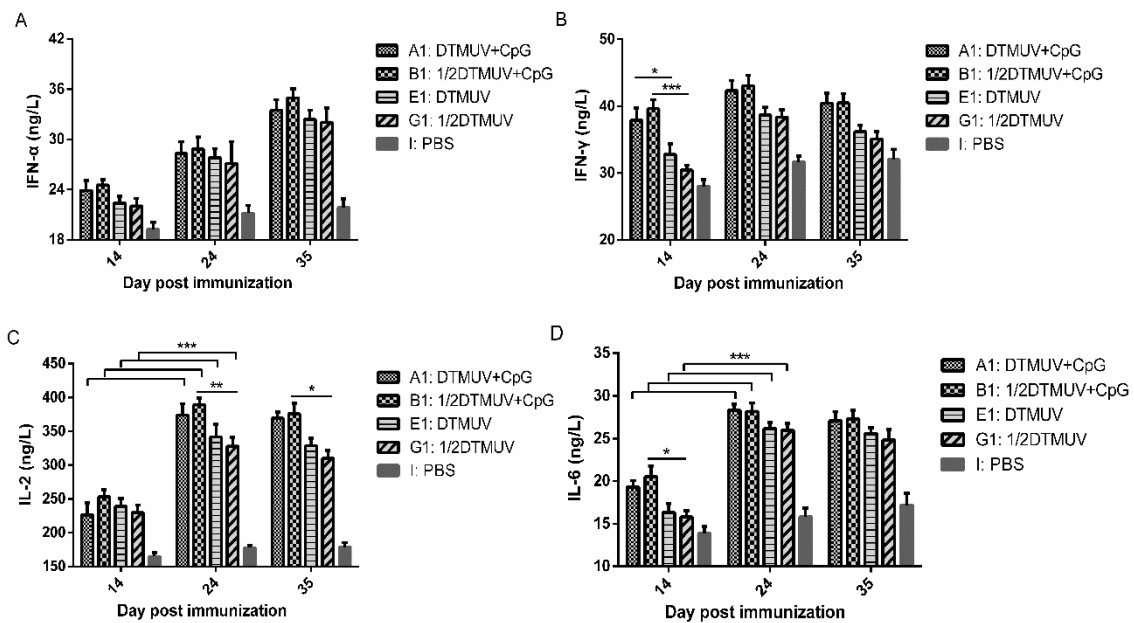 A
IFN-α (ng/L)
36
30
24
18
14
24
35
Day post immunization
A1: DTMUV+CpG
B1: 1/2DTMUV+CpG
E1: DTMUV
G1: 1/2DTMUV
I: PBS
B
IFN-γ (ng/L)
50
40
30
20
*
***
14
24
35
Day post immunization
A1: DTMUV+CpG
B1: 1/2DTMUV+CpG
E1: DTMUV
G1: 1/2DTMUV
I: PBS
C
IL-2 (ng/L)
450
400
350
300
250
200
150
***
**
*
14
24
35
Day post immunization
A1: DTMUV+CpG
B1: 1/2DTMUV+CpG
E1: DTMUV
G1: 1/2DTMUV
I: PBS
D
IL-6 (ng/L)
35
30
25
20
15
10
***
*
14
24
35
Day post immunization
A1: DTMUV+CpG
B1: 1/2DTMUV+CpG
E1: DTMUV
G1: 1/2DTMUV
I: PBS